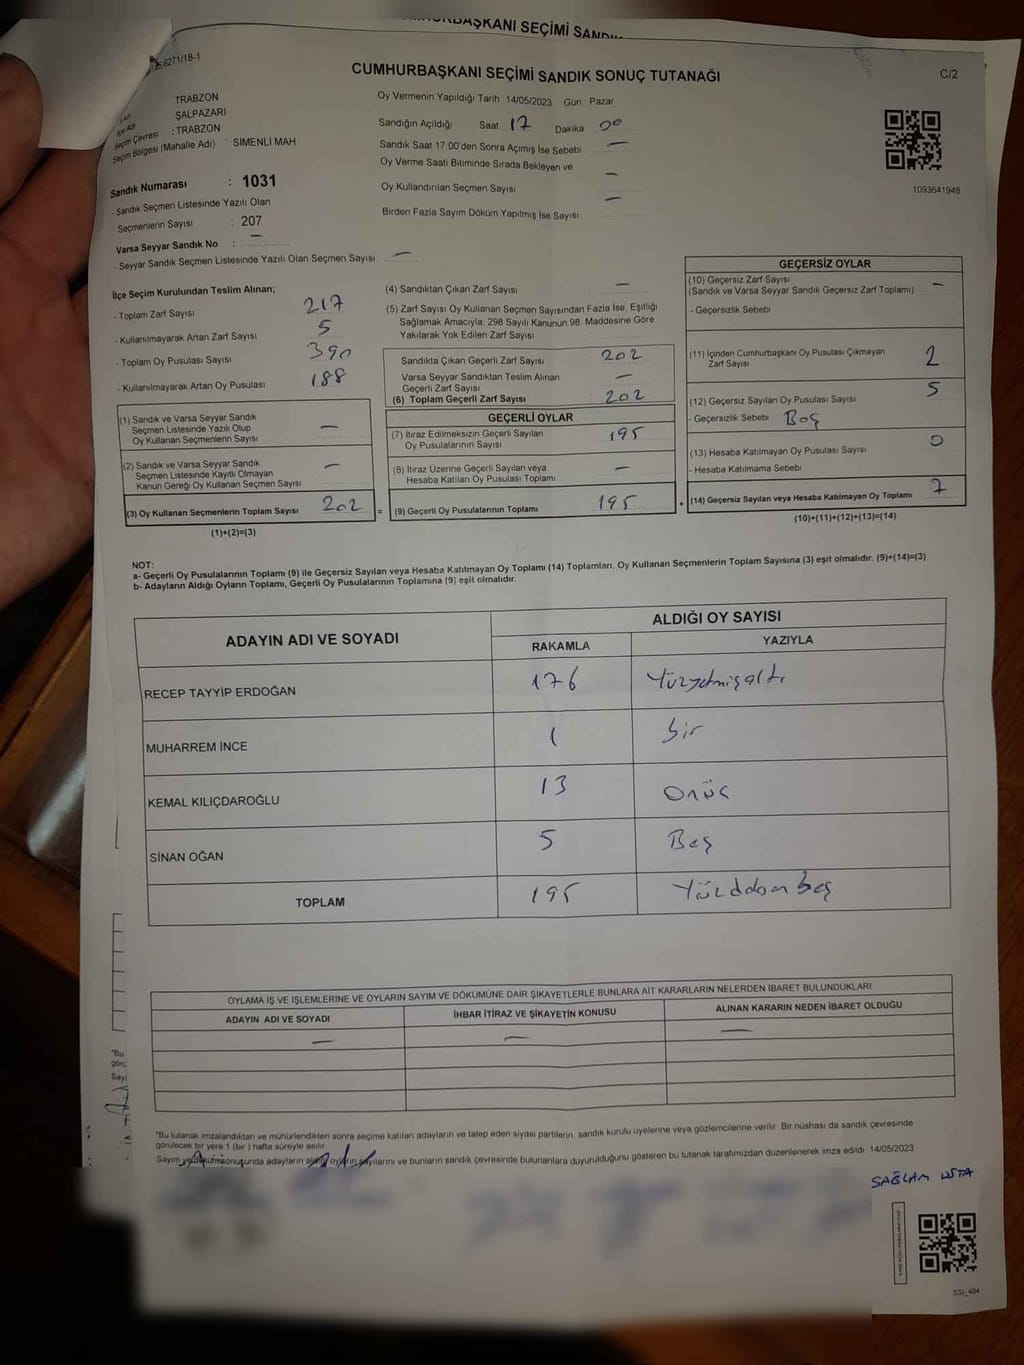 CUMHURBAŞKANI SEÇİMİ SANDIK SONUÇ TUTANAĞI
C/2
TRABZON
ŞALPAZARI
Seçim Çevresi : TRABZON
Seçim Bölgesi (Mahalle Adı) : SİMENLİ MAH
Sandık Numarası : 1031
- Sandık Seçmen Listesinde Yazılı Olan
Seçmenlerin Sayısı : 207
Varsa Seyyar Sandık No : —
- Seyyar Sandık Seçmen Listesinde Yazılı Olan Seçmen Sayısı: —
Oy Vermenin Yapıldığı Tarih 14/05/2023 Gün Pazar
Sandığın Açıldığı Saat 17 Dakika 00
Sandık Saat 17.00'den Sonra Açımış İse Sebebi —
Oy Verme Saati Bitiminde Sırada Bekleyen ve
Oy Kullandırılan Seçmen Sayısı —
Birden Fazla Sayım Döküm Yapılmış İse Sayısı —
1093641948
İlçe Seçim Kurulundan Teslim Alınan;
- Toplam Zarf Sayısı 217
- Kullanılmayarak Artan Zarf Sayısı 5
- Toplam Oy Pusulası Sayısı 390
- Kullanılmayarak Artan Oy Pusulası 188
(1) Sandık ve Varsa Seyyar Sandık
Seçmen Listesinde Yazılı Olup
Oy Kullanan Seçmenlerin Sayısı —
(2) Sandık ve Varsa Seyyar Sandık
Seçmen Listesinde Kayıtlı Olmayan
Kanun Gereği Oy Kullanan Seçmen Sayısı —
(3) Oy Kullanan Seçmenlerin Toplam Sayısı 202 =
(1)+(2)=(3)
(4) Sandıktan Çıkan Zarf Sayısı —
(5) Zarf Sayısı Oy Kullanan Seçmen Sayısından Fazla İse, Eşitliği
Sağlamak Amacıyla; 298 Sayılı Kanunun 98. Maddesine Göre
Yakılarak Yok Edilen Zarf Sayısı —
Sandıkta Çıkan Geçerli Zarf Sayısı 202
Varsa Seyyar Sandıktan Teslim Alınan
Geçerli Zarf Sayısı —
(6) Toplam Geçerli Zarf Sayısı 202
GEÇERLİ OYLAR
(7) İtiraz Edilmeksizin Geçerli Sayılan
Oy Pusulalarının Sayısı 195
(8) İtiraz Üzerine Geçerli Sayılan veya
Hesaba Katılan Oy Pusulası Toplamı —
(9) Geçerli Oy Pusulalarının Toplamı 195 +
GEÇERSİZ OYLAR
(10) Geçersiz Zarf Sayısı
(Sandık ve Varsa Seyyar Sandık Geçersiz Zarf Toplamı) —
- Geçersizlik Sebebi
(11) İçinden Cumhurbaşkanı Oy Pusulası Çıkmayan
Zarf Sayısı 2
(12) Geçersiz Sayılan Oy Pusulası Sayısı 5
- Geçersizlik Sebebi Boş
(13) Hesaba Katılmayan Oy Pusulası Sayısı 0
- Hesaba Katılmama Sebebi
(14) Geçersiz Sayılan veya Hesaba Katılmayan Oy Toplamı 7
(10)+(11)+(12)+(13)=(14)
NOT:
a- Geçerli Oy Pusulalarının Toplamı (9) ile Geçersiz Sayılan veya Hesaba Katılmayan Oy Toplamı (14) Toplamları, Oy Kullanan Seçmenlerin Toplam Sayısına (3) eşit olmalıdır. (9)+(14)=(3)
b- Adayların Aldığı Oyların Toplamı, Geçerli Oy Pusulalarının Toplamına (9) eşit olmalıdır.
ADAYIN ADI VE SOYADI
ALDIĞI OY SAYISI
RAKAMLA YAZIYLA
RECEP TAYYİP ERDOĞAN 176 Yüzyetmişaltı
MUHARREM İNCE 1 bir
KEMAL KILIÇDAROĞLU 13 Onüç
SİNAN OĞAN 5 Beş
TOPLAM 195 Yüzdoksanbeş
OYLAMA İŞ VE İŞLEMLERİNE VE OYLARIN SAYIM VE DÖKÜMÜNE DAİR ŞİKAYETLERLE BUNLARA AİT KARARLARIN NELERDEN İBARET BULUNDUKLARI
ADAYIN ADI VE SOYADI İHBAR İTİRAZ VE ŞİKAYETİN KONUSU ALINAN KARARIN NEDEN İBARET OLDUĞU
— — —
"Bu tutanak imzalandıktan ve mühürlendikten sonra seçime katılan adayların ve talep eden siyasi partilerin sandık kurulu üyelerine veya gözlemcilerine verilir. Bir nüshası da sandık çevresinde
görülecek bir yere 1 (bir) hafta süreyle asılır.
Sayım ve döküm sonuçunda adayların aldığı oyların sayılarını ve bunların sandık çevresinde bulunanlara duyurulduğunu gösteren bu tutanak tarafımızdan düzenlenerek imza edildi. 14/05/2023
SAĞLAM USTA
SSİ_404